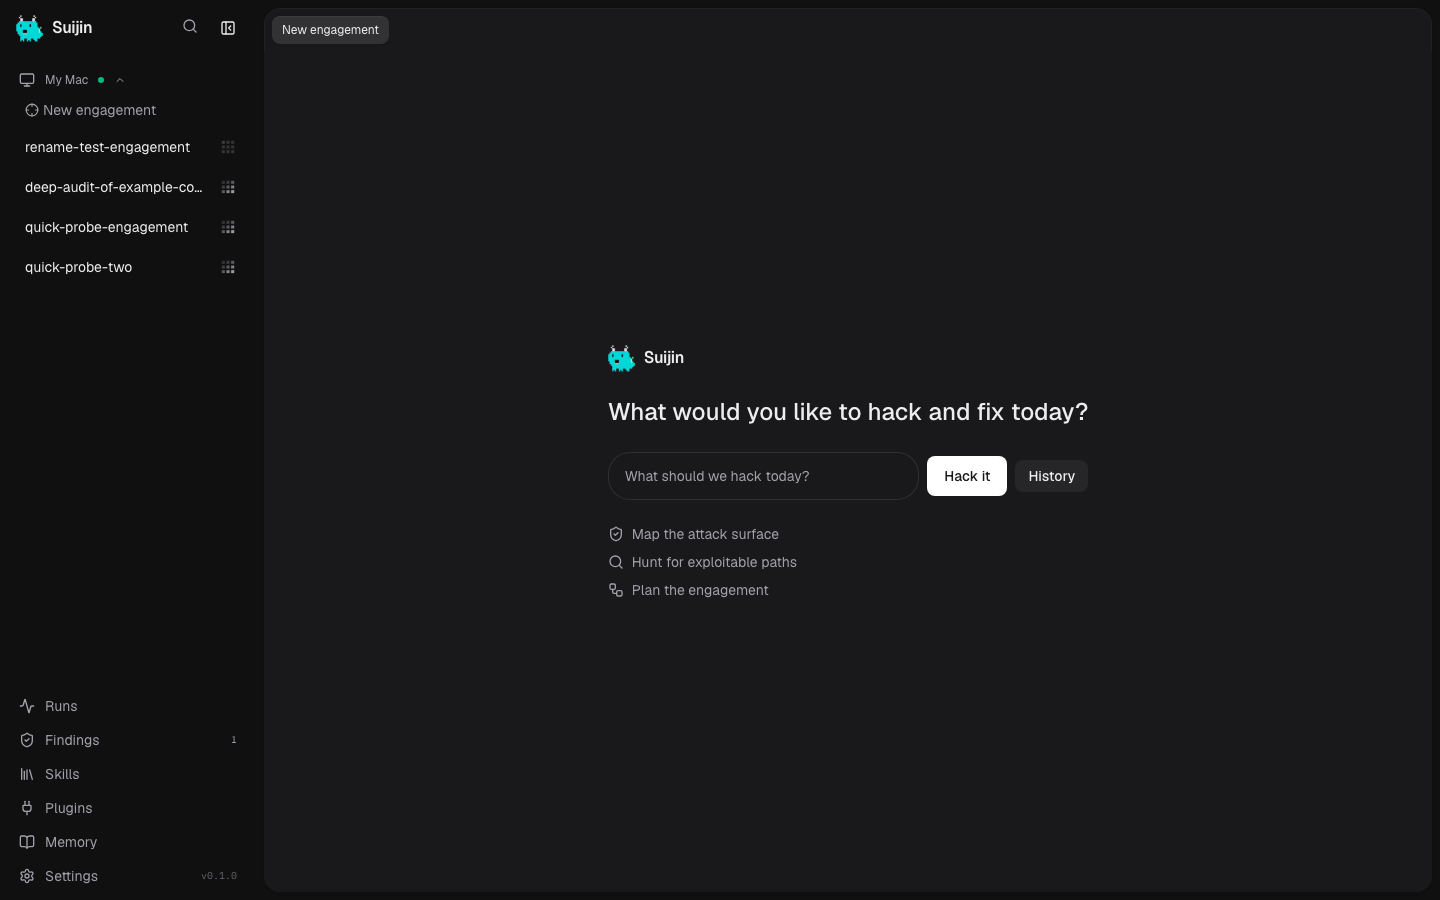 Suijin
My Mac
New engagement
rename-test-engagement
deep-audit-of-example-co...
quick-probe-engagement
quick-probe-two
Runs
Findings 1
Skills
Plugins
Memory
Settings v0.1.0
New engagement
Suijin
What would you like to hack and fix today?
What should we hack today? Hack it History
Map the attack surface
Hunt for exploitable paths
Plan the engagement